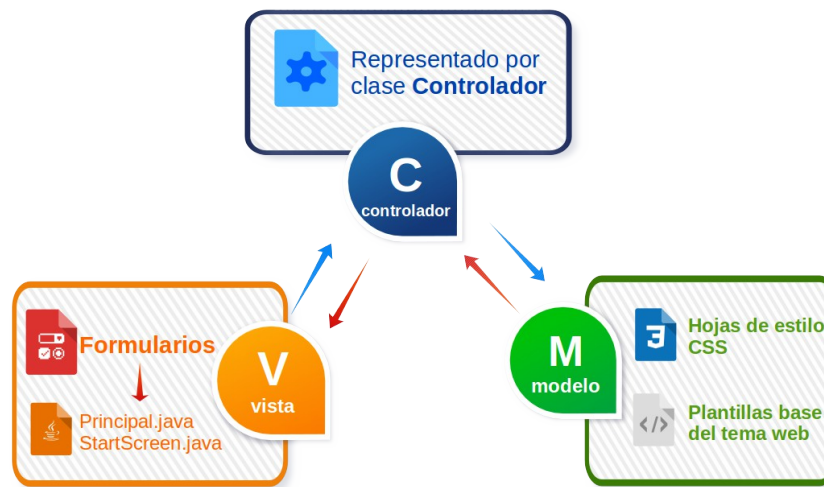 Representado por
clase Controlador
C
controlador
Formularios
Principal.java
StartScreen.java
V
vista
M
modelo
3
Hojas de estilo
CSS
</>
Plantillas base
del tema web